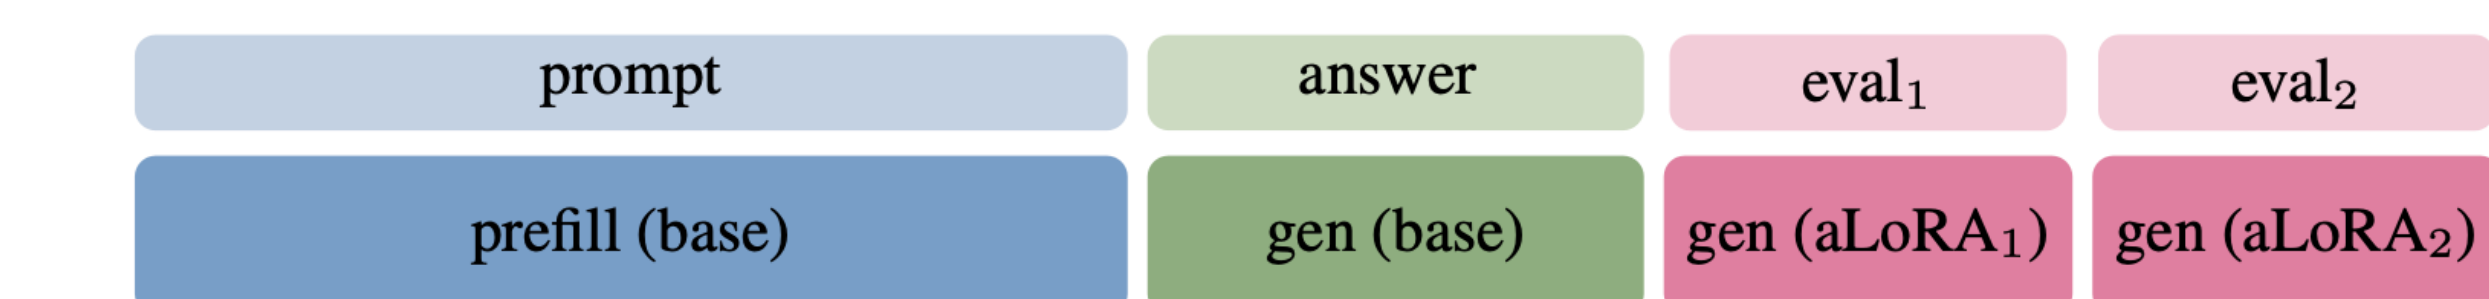 prompt answer eval₁ eval₂
prefill (base) gen (base) gen (aLoRA₁) gen (aLoRA₂)